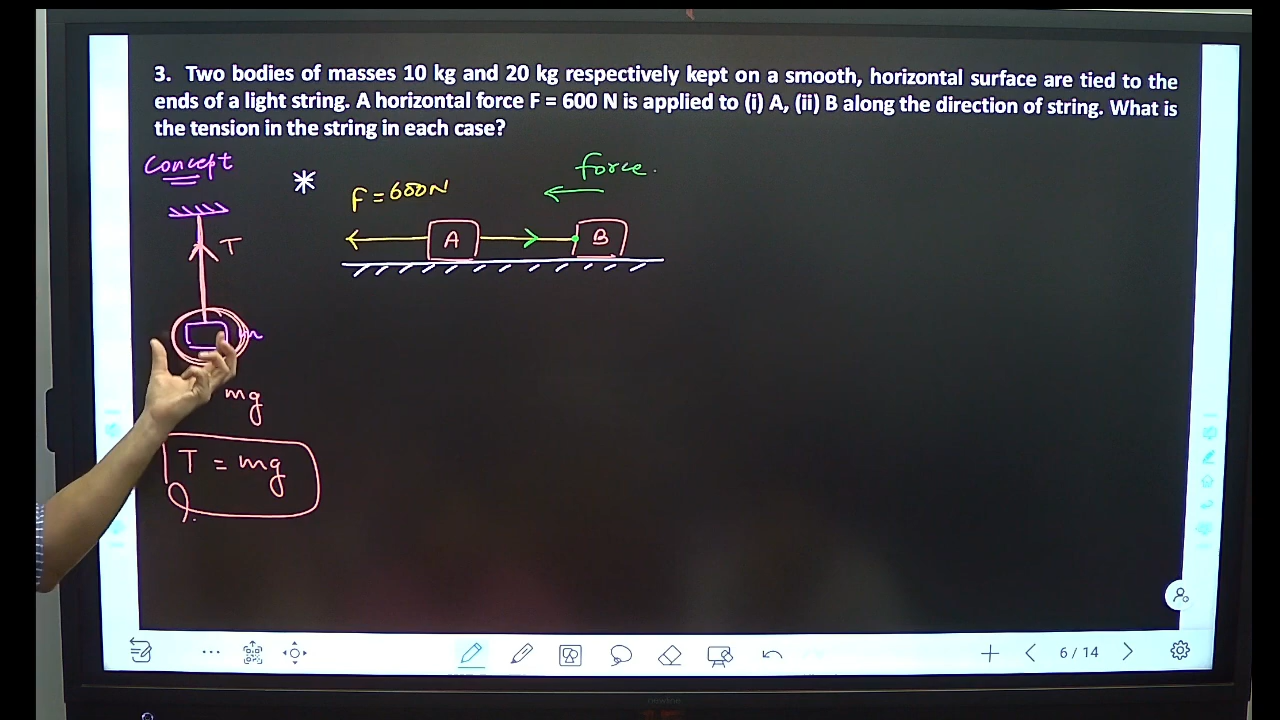 3. Two bodies of masses 10 kg and 20 kg respectively kept on a smooth, horizontal surface are tied to the
ends of a light string. A horizontal force F = 600 N is applied to (i) A, (ii) B along the direction of string. What is
the tension in the string in each case?
Concept
*
F = 600N
force.
T
A
B
m
mg
T = mg
6 / 14